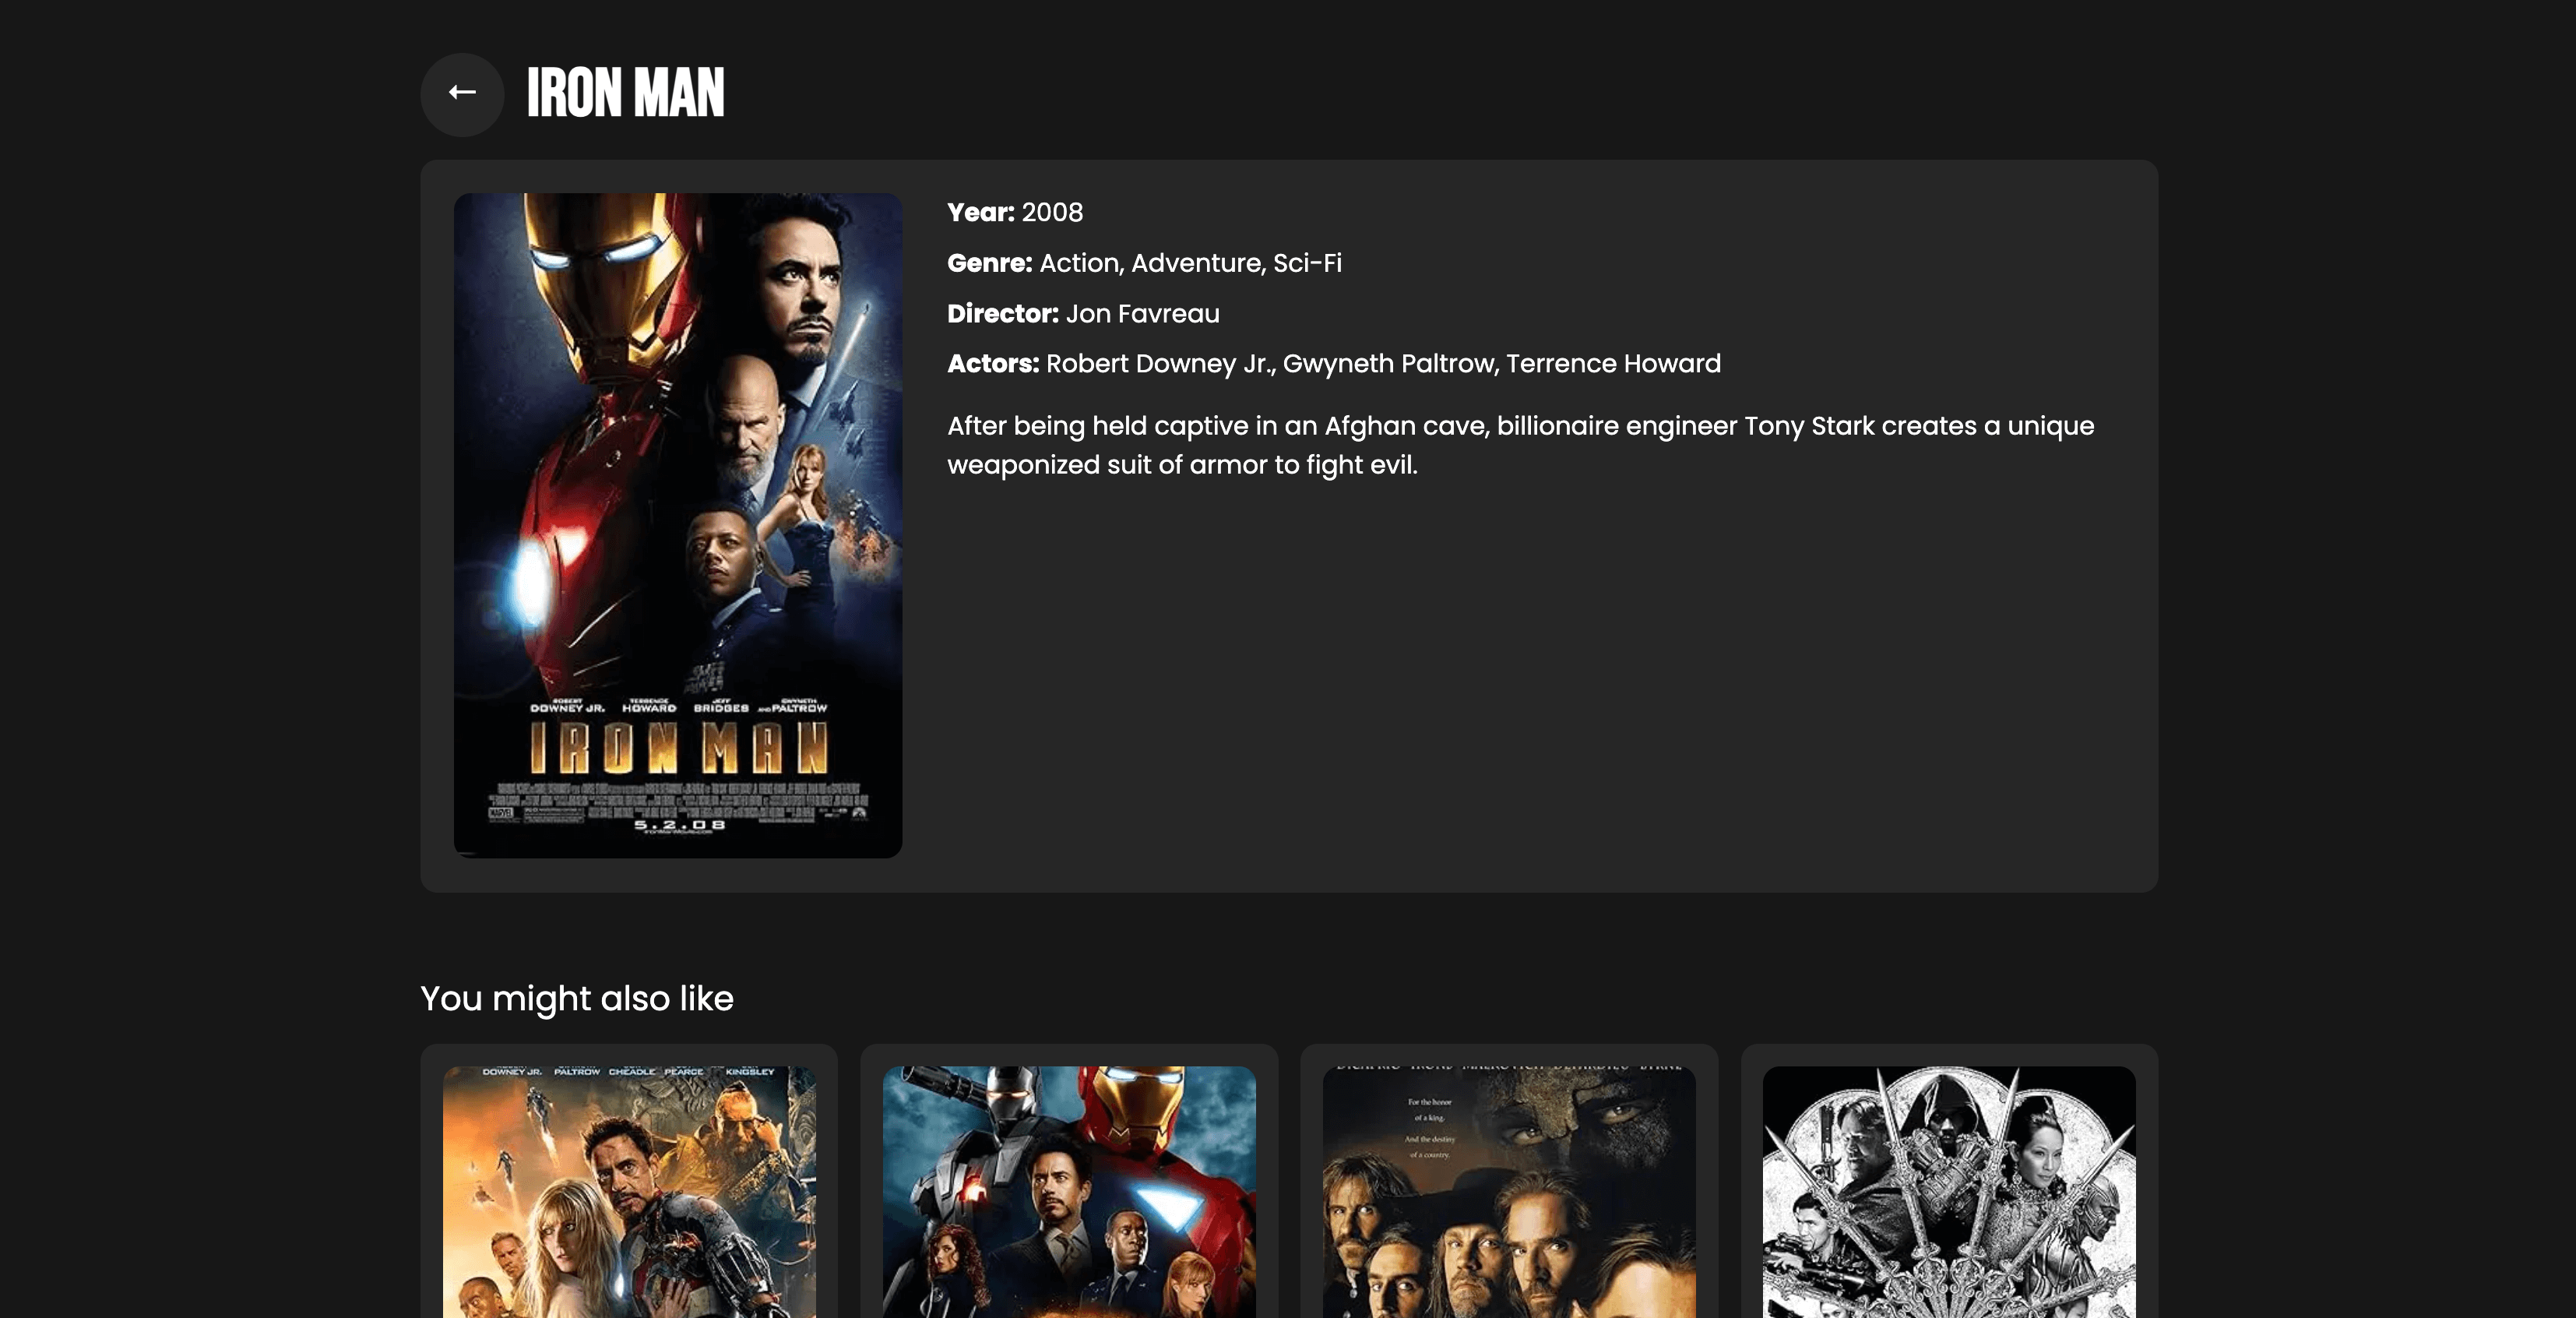 IRON MAN
Year: 2008
Genre: Action, Adventure, Sci-Fi
Director: Jon Favreau
Actors: Robert Downey Jr., Gwyneth Paltrow, Terrence Howard
After being held captive in an Afghan cave, billionaire engineer Tony Stark creates a unique
weaponized suit of armor to fight evil.
ROBERT DOWNEY JR. TERRENCE HOWARD JEFF BRIDGES AND GWYNETH PALTROW
IRON MAN
MARVEL
5.2.08
You might also like
DOWNEY JR. PALTROW CHEADLE PEARCE KINGSLEY
For the honor
of a king.
And the destiny
of a country.